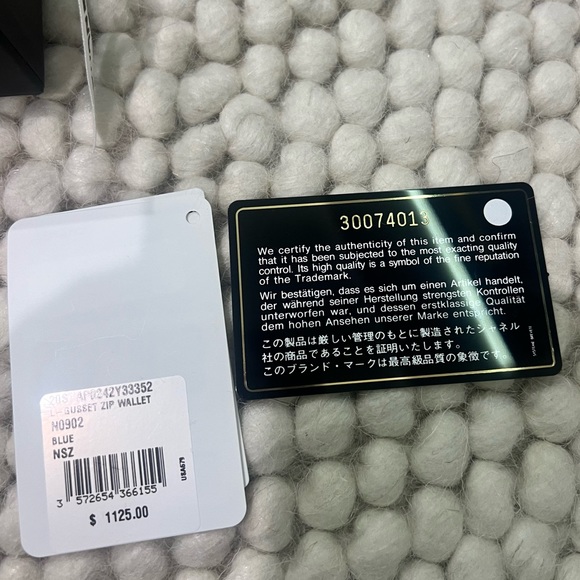 30074013
We certify the authenticity of this item and confirm
that it has been subjected to the most exacting quality
control. Its high quality is a symbol of the fine reputation
of the Trademark.
Wir bestätigen, dass es sich um einen Artikel handelt,
der während seiner Herstellung strengsten Kontrollen
unterworfen war, und dessen erstklassige Qualität
dem hohen Ansehen unserer Marke entspricht.
この製品は厳しい管理のもとに製造されたシャネル
社の商品であることを証明いたします。
このブランド・マークは最高級品質の象徴です。
AP0242Y33352
L-GUSSET ZIP WALLET
N0902
BLUE
NSZ
USA679
3 572654 366155
$ 1125.00